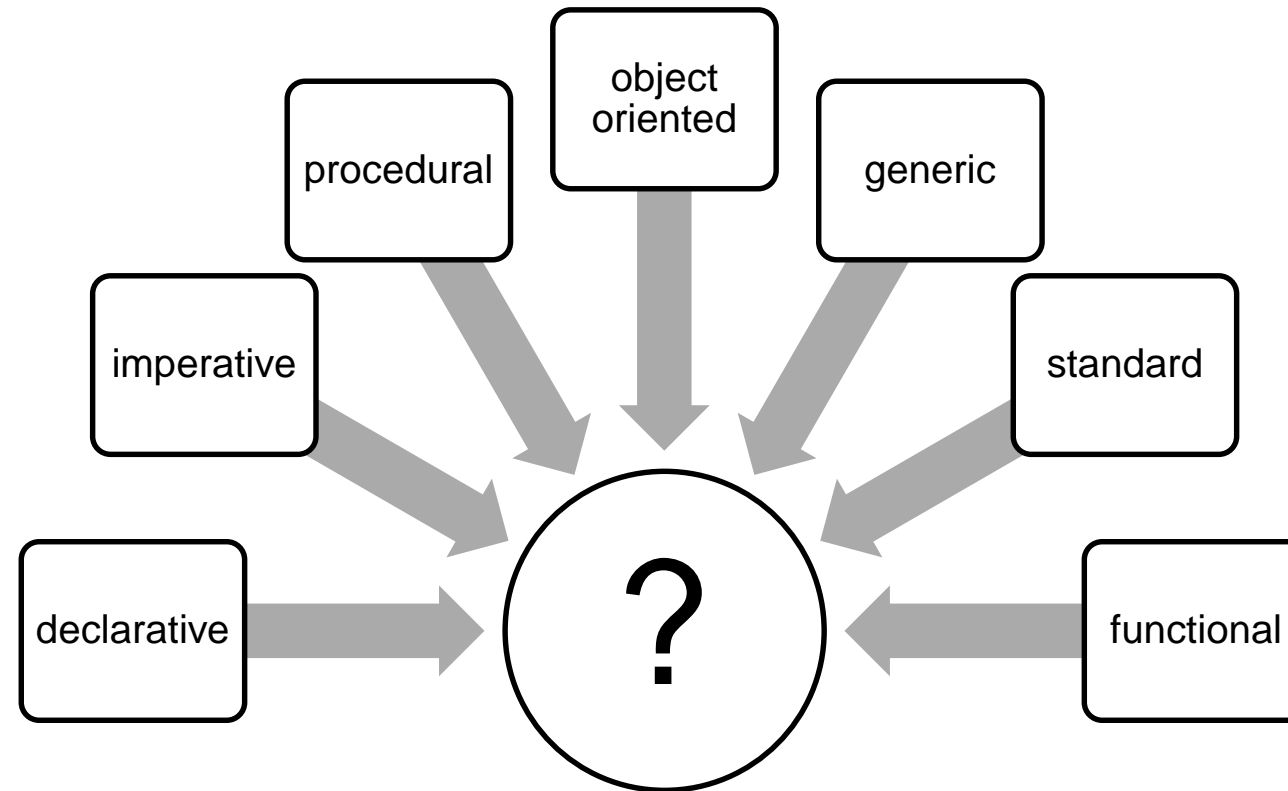 object
oriented
procedural
generic
imperative
standard
declarative
?
functional